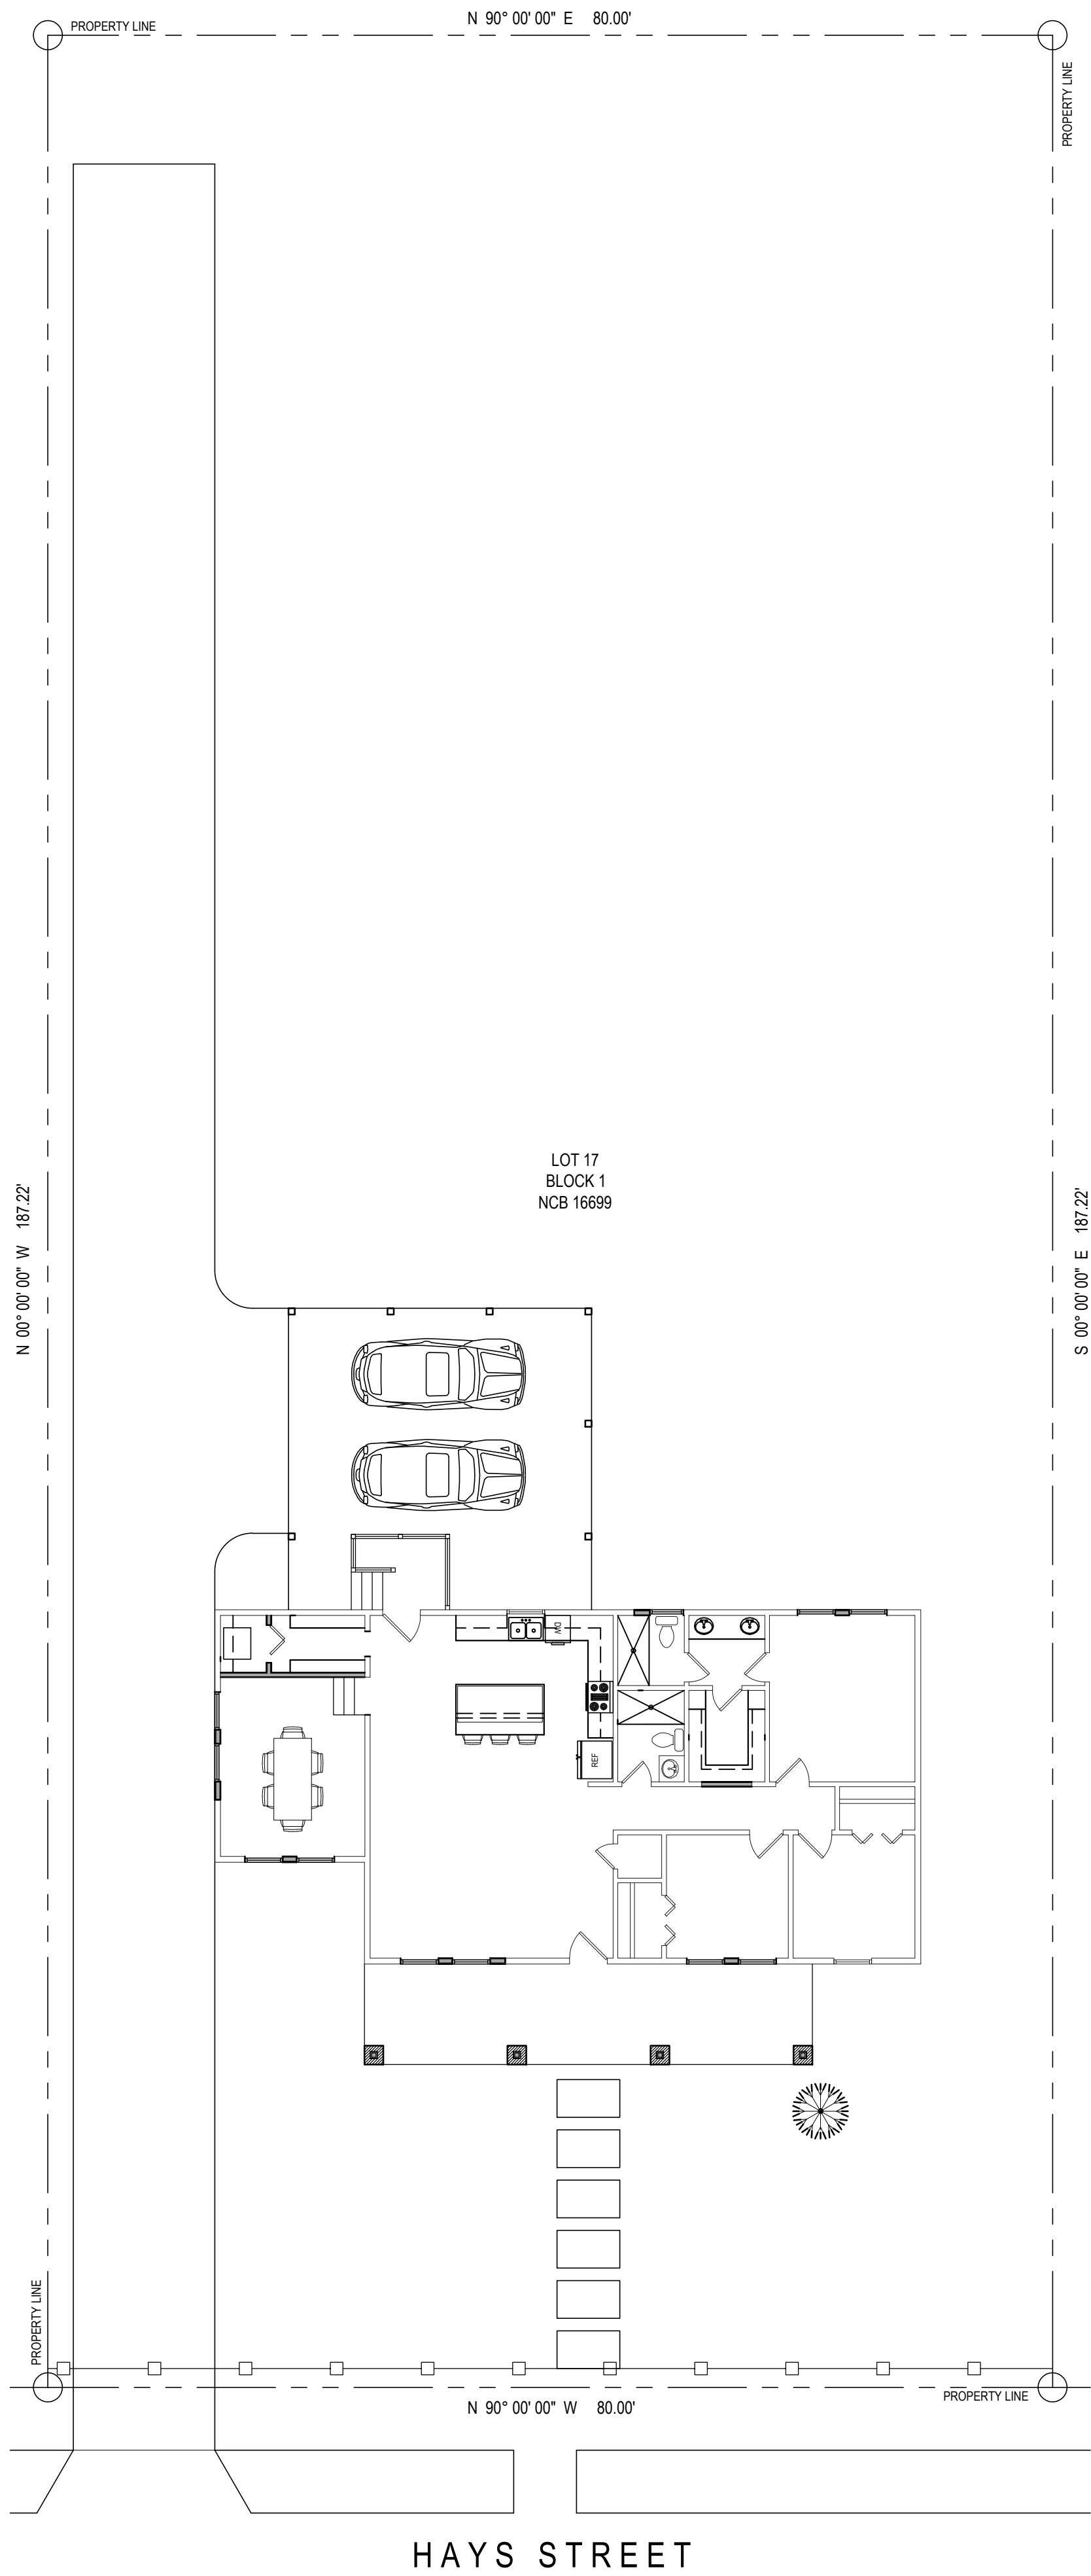 N 90° 00' 00" E 80.00'
PROPERTY LINE
PROPERTY LINE
LOT 17
BLOCK 1
NCB 16699
N 00° 00' 00" W 187.22'
S 00° 00' 00" E 187.22'
DW
REF
PROPERTY LINE
PROPERTY LINE
N 90° 00' 00" W 80.00'
HAYS STREET